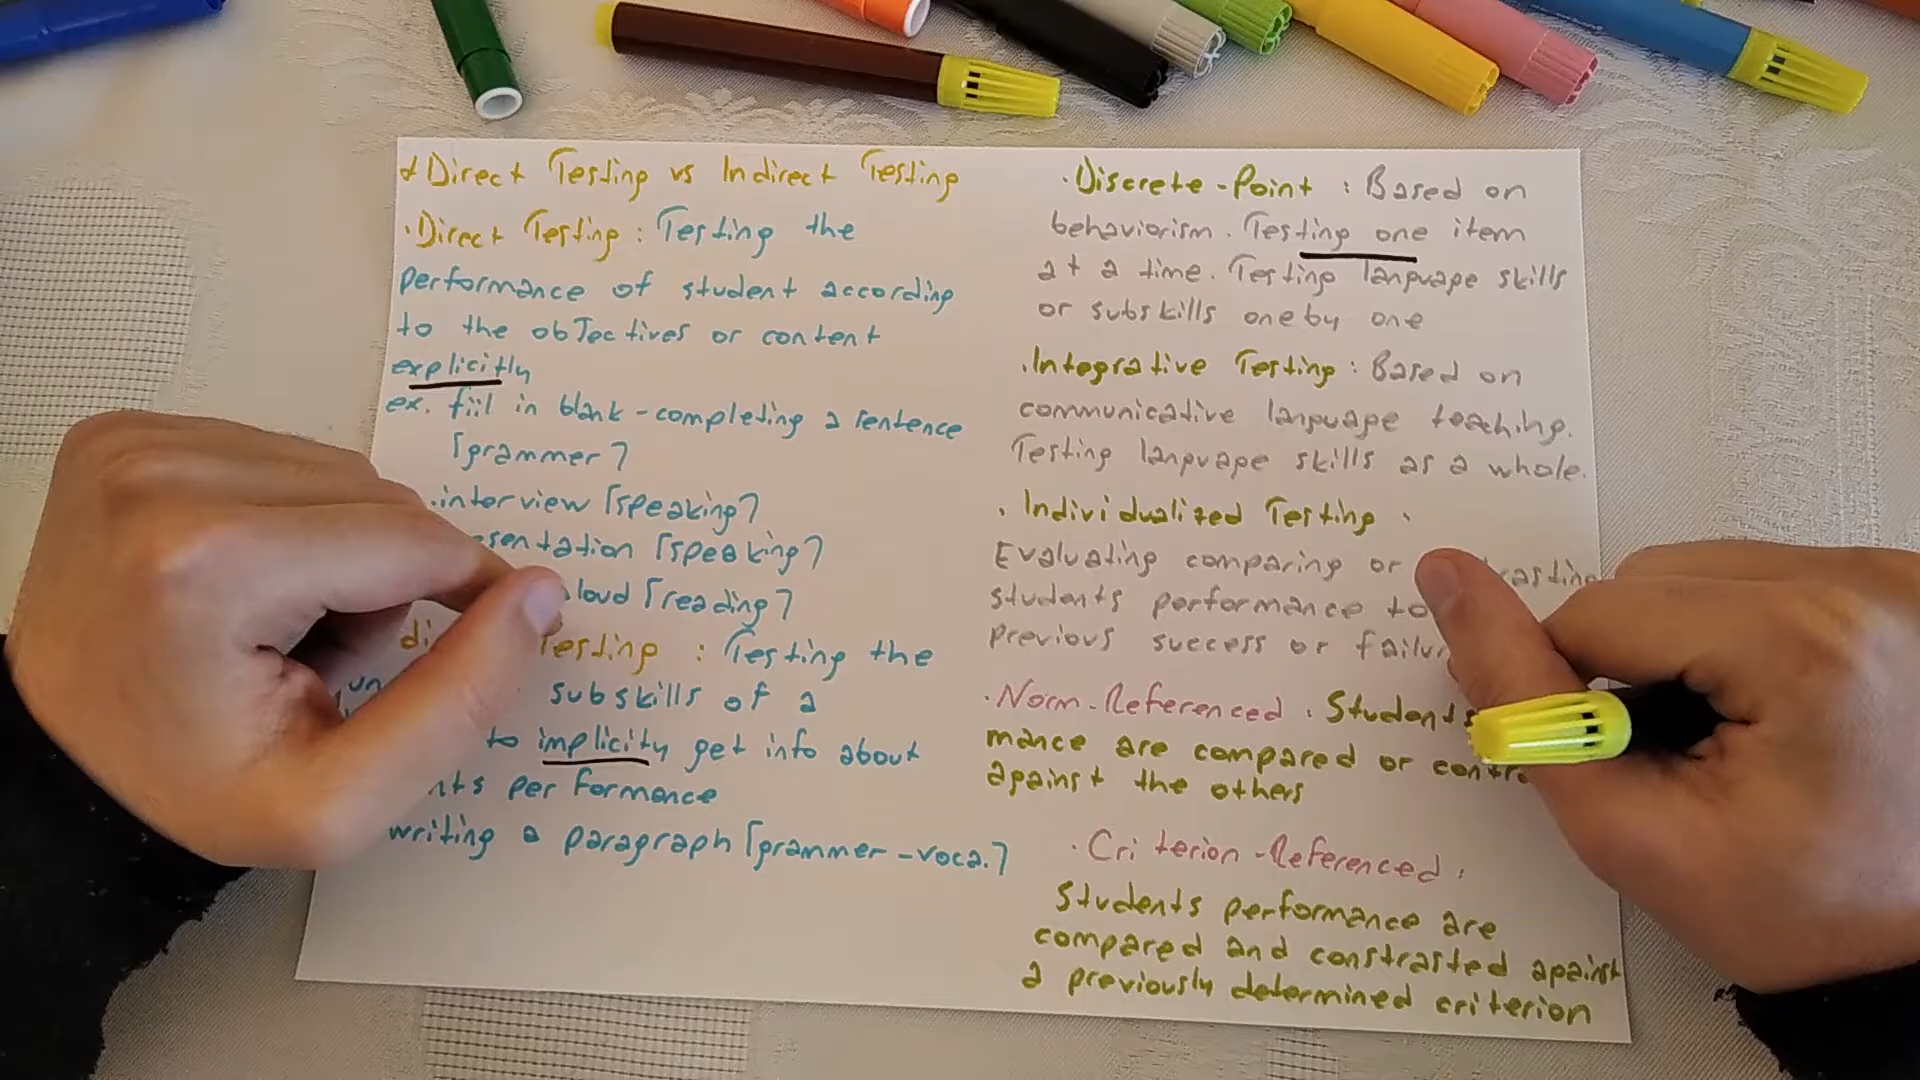 Direct Testing vs Indirect Testing
. Direct Testing : Testing the
performance of student according
to the objectives or content
explicitly
ex. fiil in blank - completing a sentence
[grammer]
. interview [speaking]
[speaking]
[reading]
Testing : Testing the
subskills of a
to implicity get info about
performance
writing a paragraph [grammer - voca.]
. Discrete - Point : Based on
behaviorism. Testing one item
at a time. Testing language skills
or subskills one by one
. Integrative Testing : Based on
communicative language teaching.
Testing language skills as a whole.
. Individualized Testing .
Evaluating comparing or
students performance to
previous success or
. Norm - Referenced : Students
mance are compared or
against the others
. Criterion - Referenced :
Students performance are
compared and constrasted against
a previously determined criterion